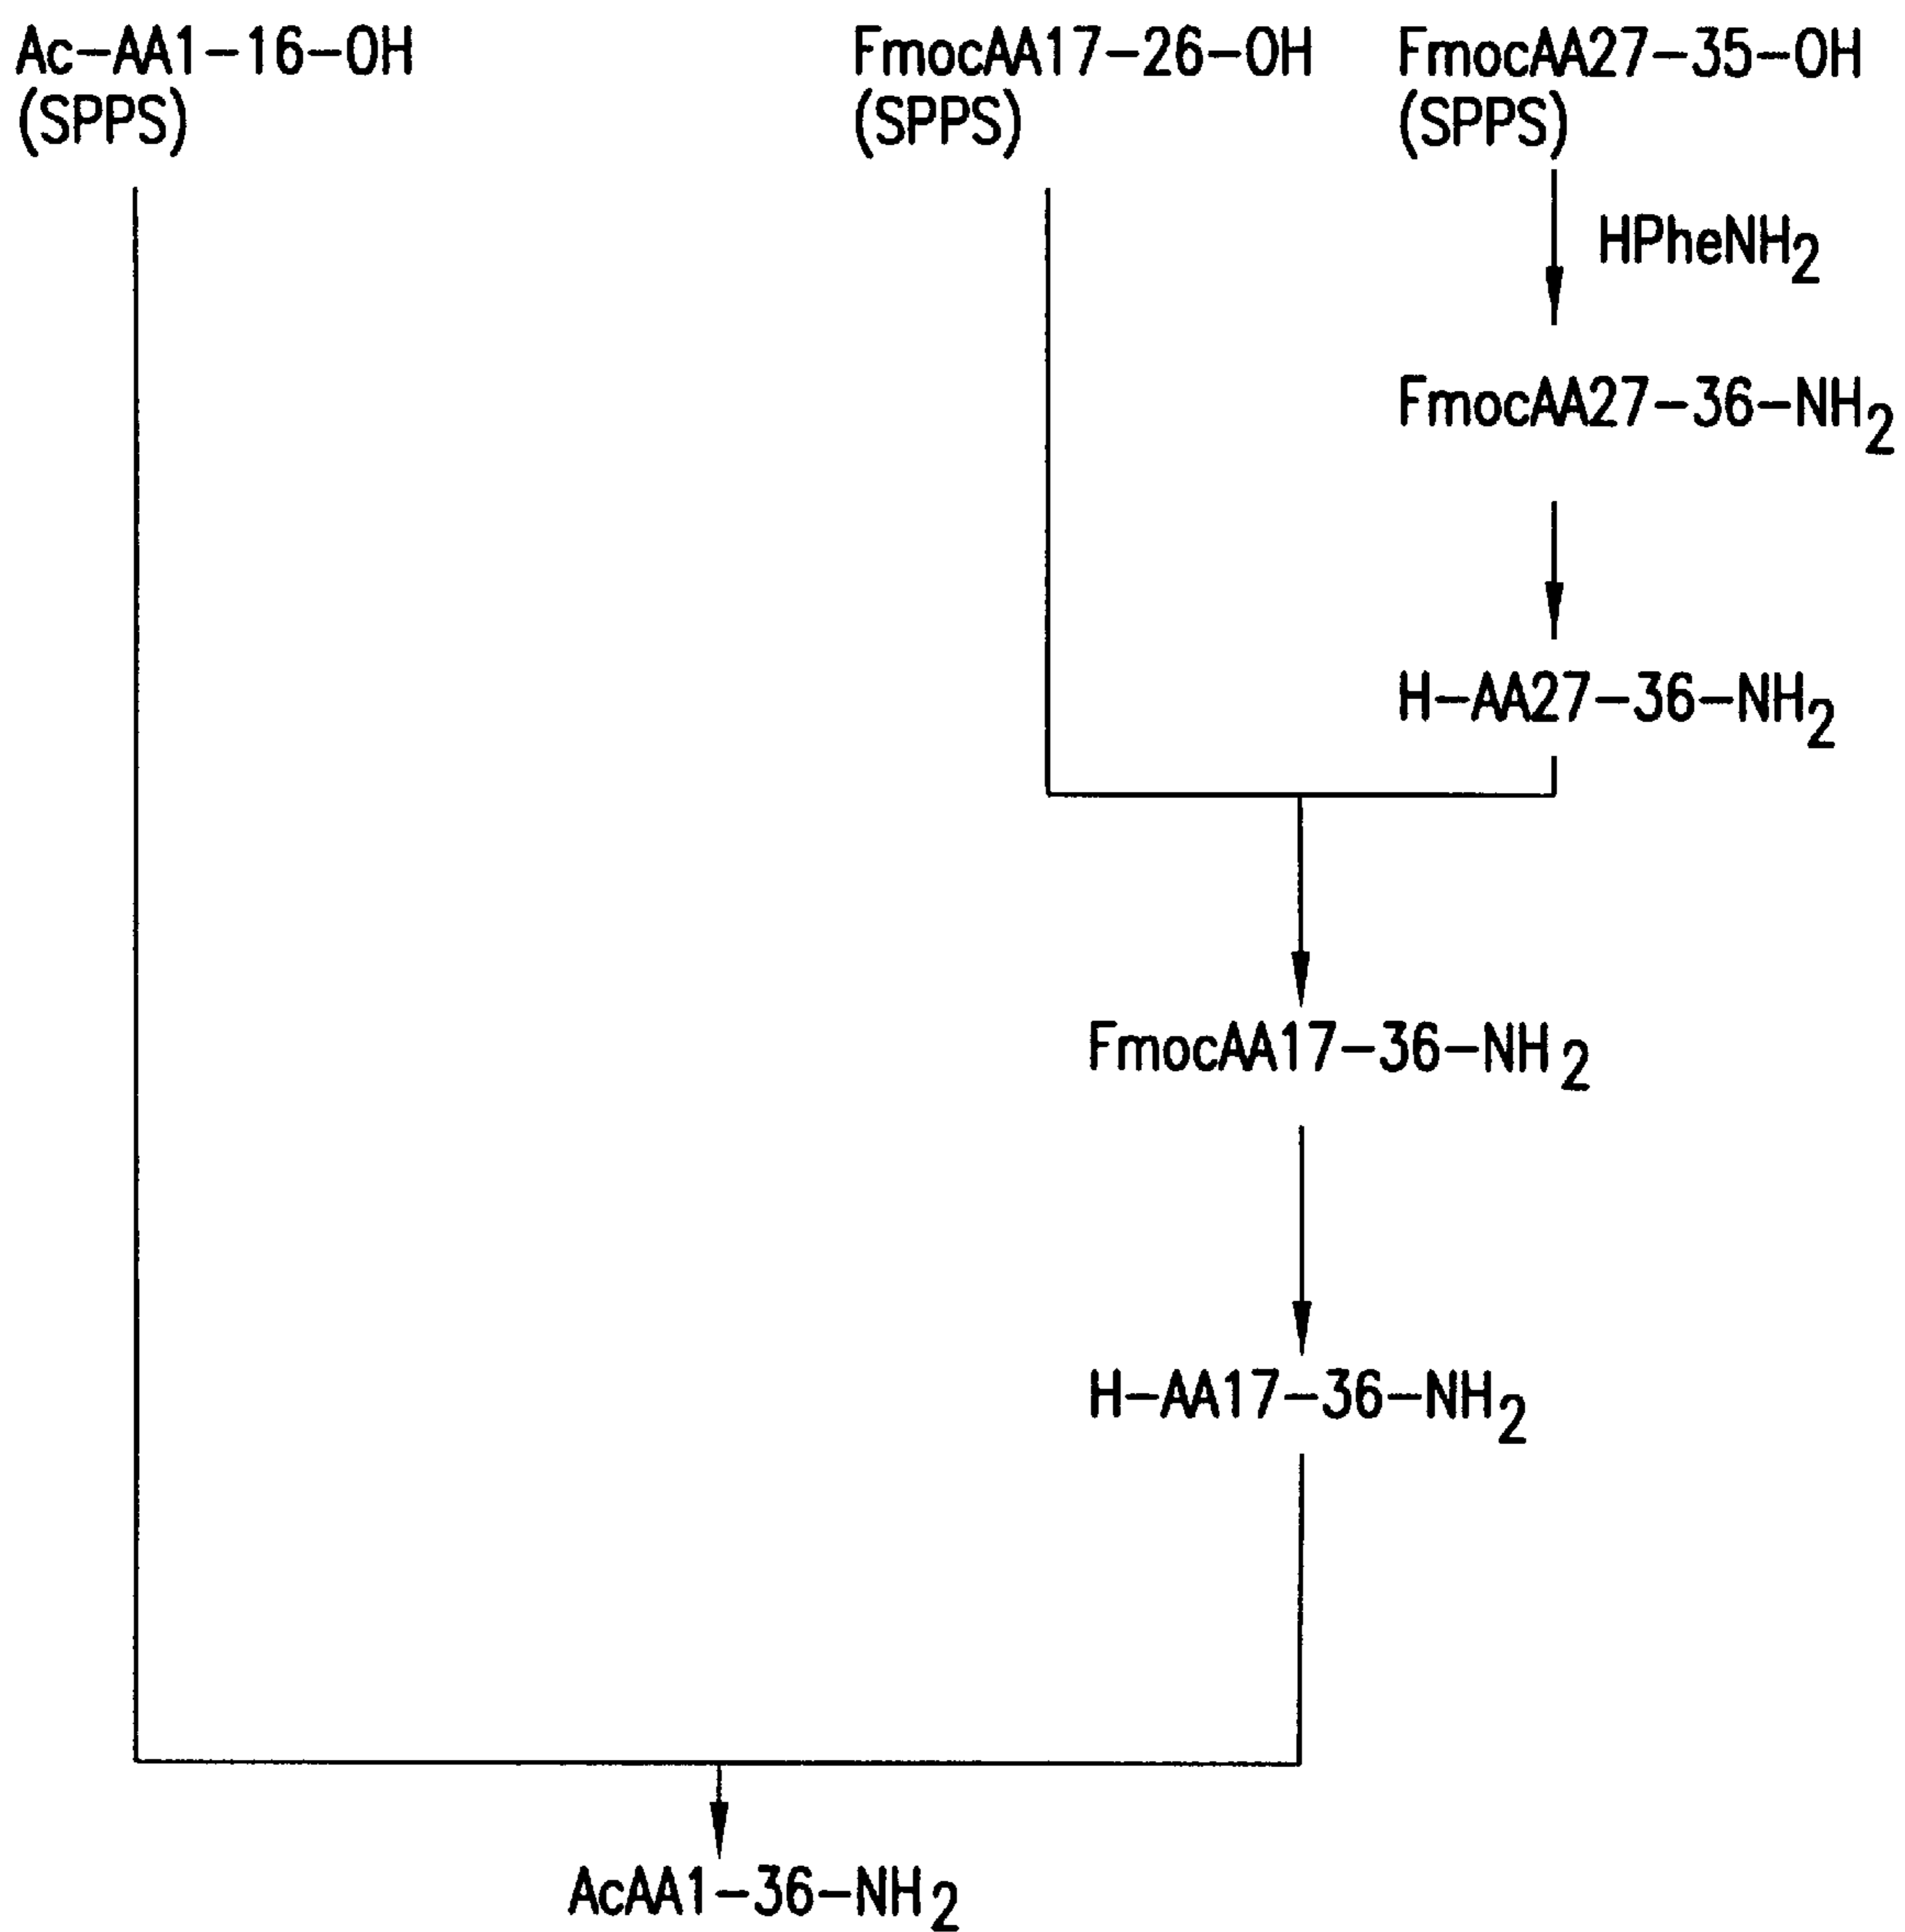 Ac-AA1-16-OH
(SPPS)
FmocAA17-26-OH
(SPPS)
FmocAA27-35-OH
(SPPS)
HPheNH2
FmocAA27-36-NH2
H-AA27-36-NH2
FmocAA17-36-NH2
H-AA17-36-NH2
AcAA1-36-NH2